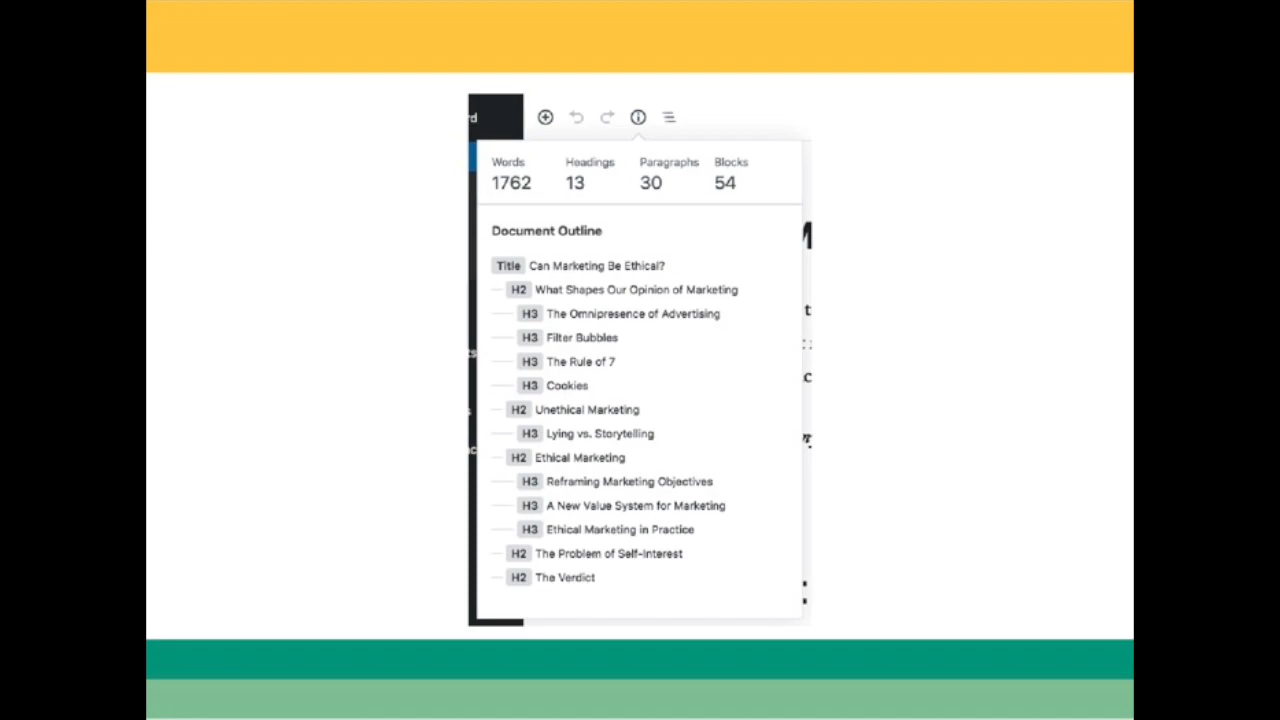 rd
Words Headings Paragraphs Blocks
1762 13 30 54
Document Outline
Title Can Marketing Be Ethical?
H2 What Shapes Our Opinion of Marketing
H3 The Omnipresence of Advertising
H3 Filter Bubbles
H3 The Rule of 7
H3 Cookies
H2 Unethical Marketing
H3 Lying vs. Storytelling
H2 Ethical Marketing
H3 Reframing Marketing Objectives
H3 A New Value System for Marketing
H3 Ethical Marketing in Practice
H2 The Problem of Self-Interest
H2 The Verdict